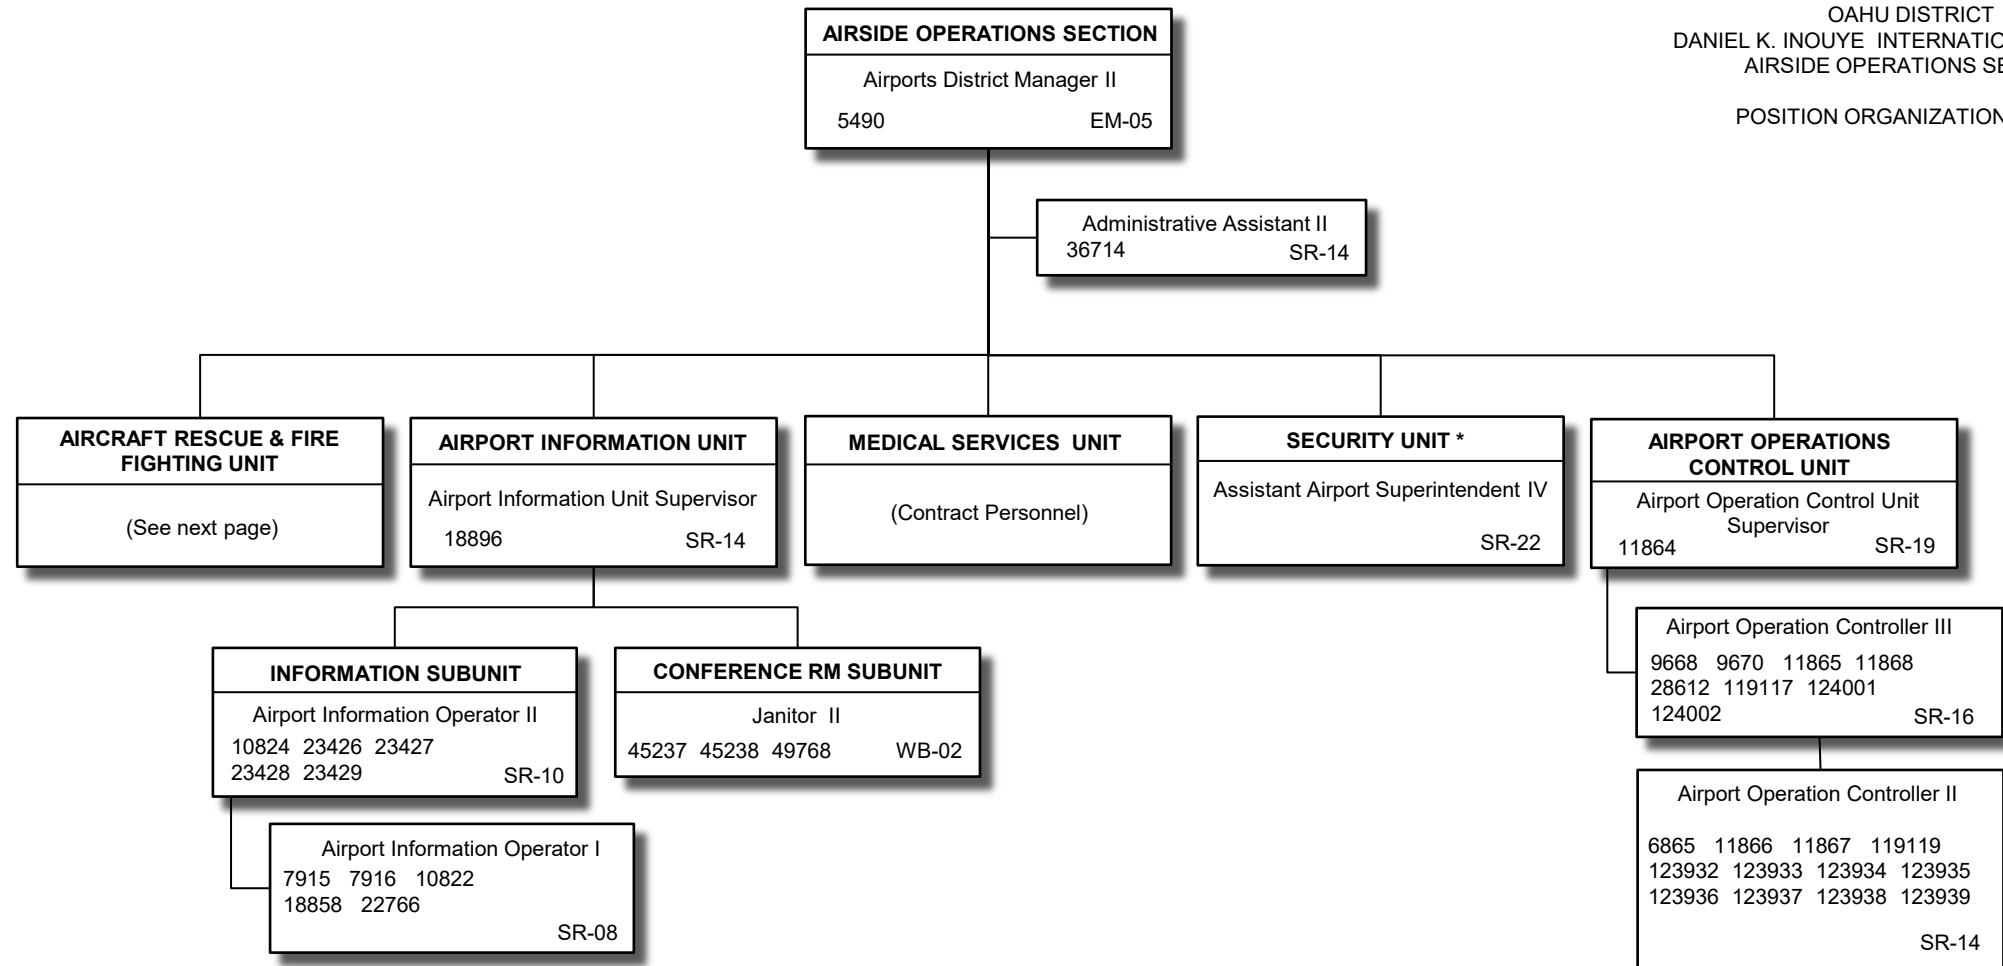 OAHU DISTRICT
DANIEL K. INOUYE INTERNATIO
AIRSIDE OPERATIONS SE
POSITION ORGANIZATION
AIRSIDE OPERATIONS SECTION
Airports District Manager II
5490 EM-05
Administrative Assistant II
36714 SR-14
AIRCRAFT RESCUE & FIRE
FIGHTING UNIT
(See next page)
AIRPORT INFORMATION UNIT
Airport Information Unit Supervisor
18896 SR-14
MEDICAL SERVICES UNIT
(Contract Personnel)
SECURITY UNIT *
Assistant Airport Superintendent IV
SR-22
AIRPORT OPERATIONS
CONTROL UNIT
Airport Operation Control Unit
Supervisor
11864 SR-19
INFORMATION SUBUNIT
Airport Information Operator II
10824 23426 23427
23428 23429 SR-10
Airport Information Operator I
7915 7916 10822
18858 22766
SR-08
CONFERENCE RM SUBUNIT
Janitor II
45237 45238 49768 WB-02
Airport Operation Controller III
9668 9670 11865 11868
28612 119117 124001
124002 SR-16
Airport Operation Controller II
6865 11866 11867 119119
123932 123933 123934 123935
123936 123937 123938 123939
SR-14